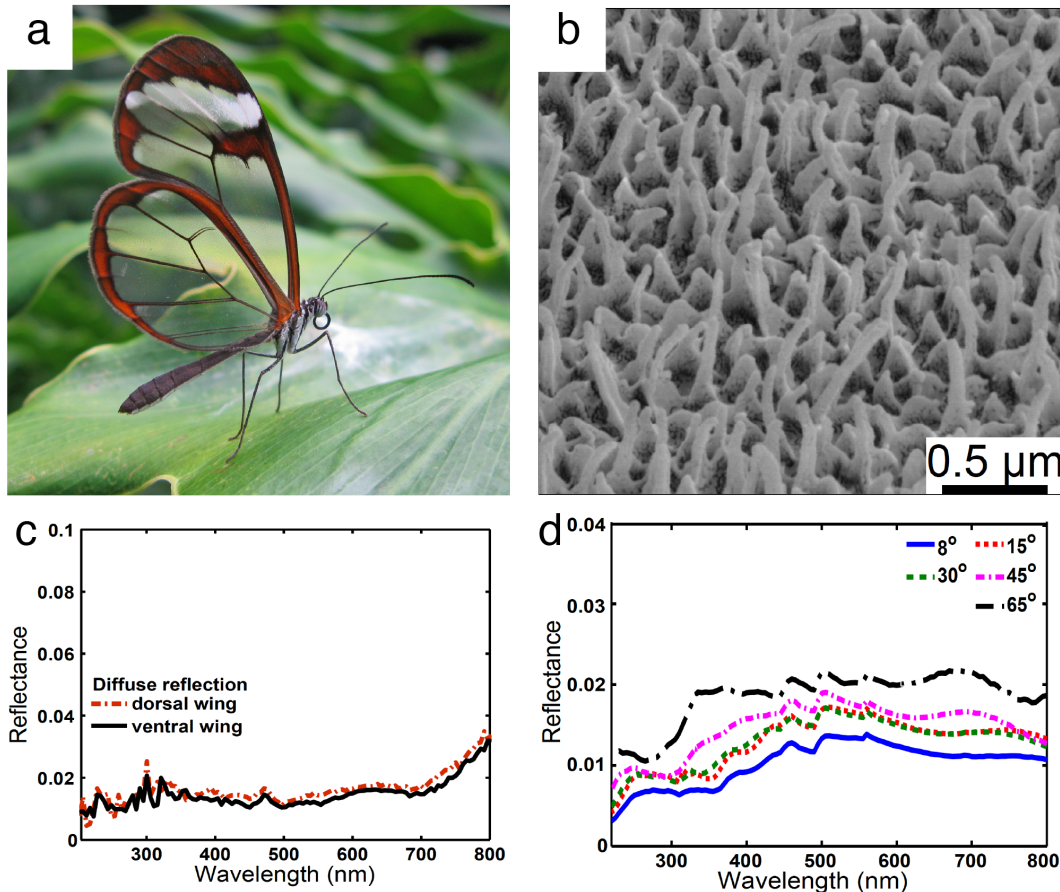 a
b
0.5 µm
c
0.1
0.08
0.06
0.04
0.02
0
Reflectance
Diffuse reflection
dorsal wing
ventral wing
300 400 500 600 700 800
Wavelength (nm)
d
0.04
0.03
0.02
0.01
0
Reflectance
8° 15°
30° 45°
65°
300 400 500 600 700 800
Wavelength (nm)